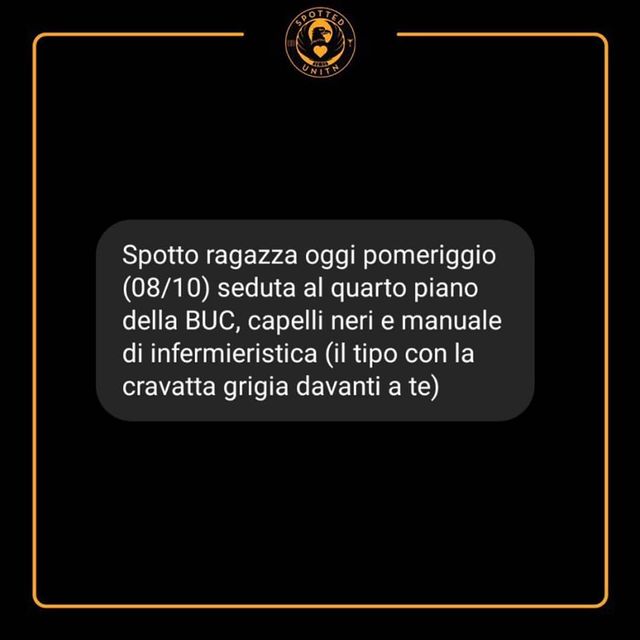 SPOTTED
UNITN
Spotto ragazza oggi pomeriggio
(08/10) seduta al quarto piano
della BUC, capelli neri e manuale
di infermieristica (il tipo con la
cravatta grigia davanti a te)